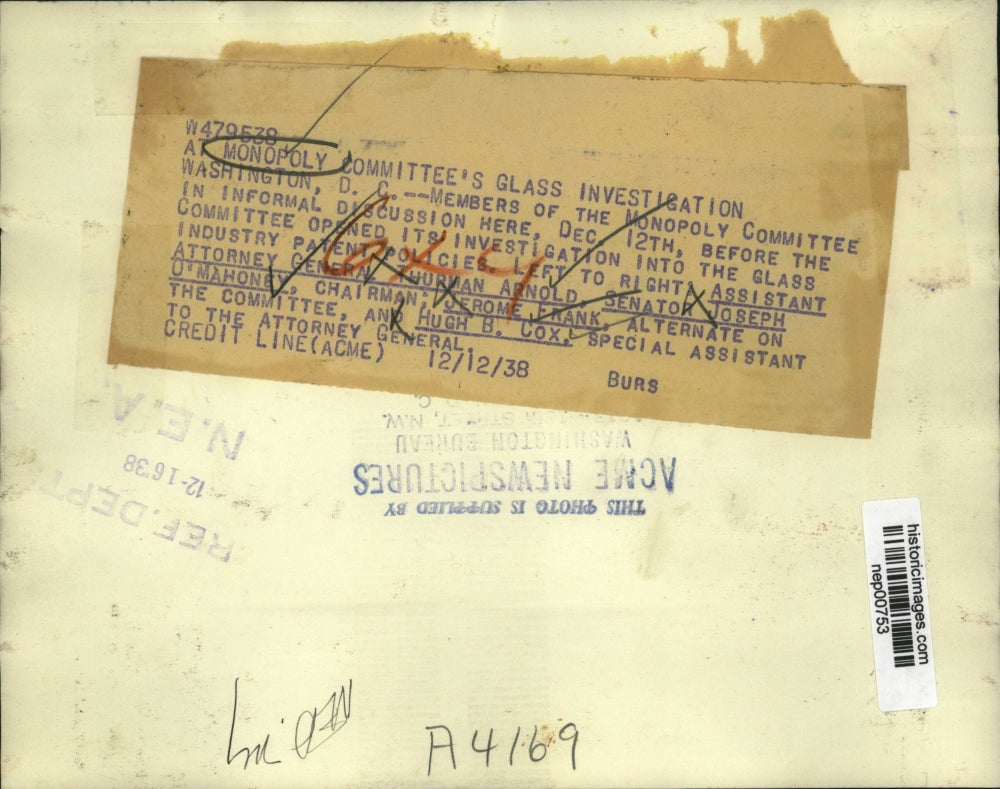 W479538
AT MONOPOLY COMMITTEE'S GLASS INVESTIGATION
WASHINGTON, D. C.--MEMBERS OF THE MONOPOLY COMMITTEE
IN INFORMAL DISCUSSION HERE, DEC. 12TH, BEFORE THE
COMMITTEE OPENED ITS INVESTIGATION INTO THE GLASS
INDUSTRY PATENT POLICIES. LEFT TO RIGHT, ASSISTANT
ATTORNEY GENERAL THURMAN ARNOLD, SENATOR JOSEPH
O'MAHONEY, CHAIRMAN; JEROME FRANK, ALTERNATE ON
THE COMMITTEE, AND HUGH B. COX, SPECIAL ASSISTANT
TO THE ATTORNEY GENERAL.
CREDIT LINE(ACME) 12/12/38 BURS
THIS PHOTO IS SUPPLIED BY
ACME NEWSPICTURES
WASHINGTON BUREAU
STREET, N.W.
REF. DEPT
12-16 38
N.E.A.
historicimages.com
nep00753
A4169